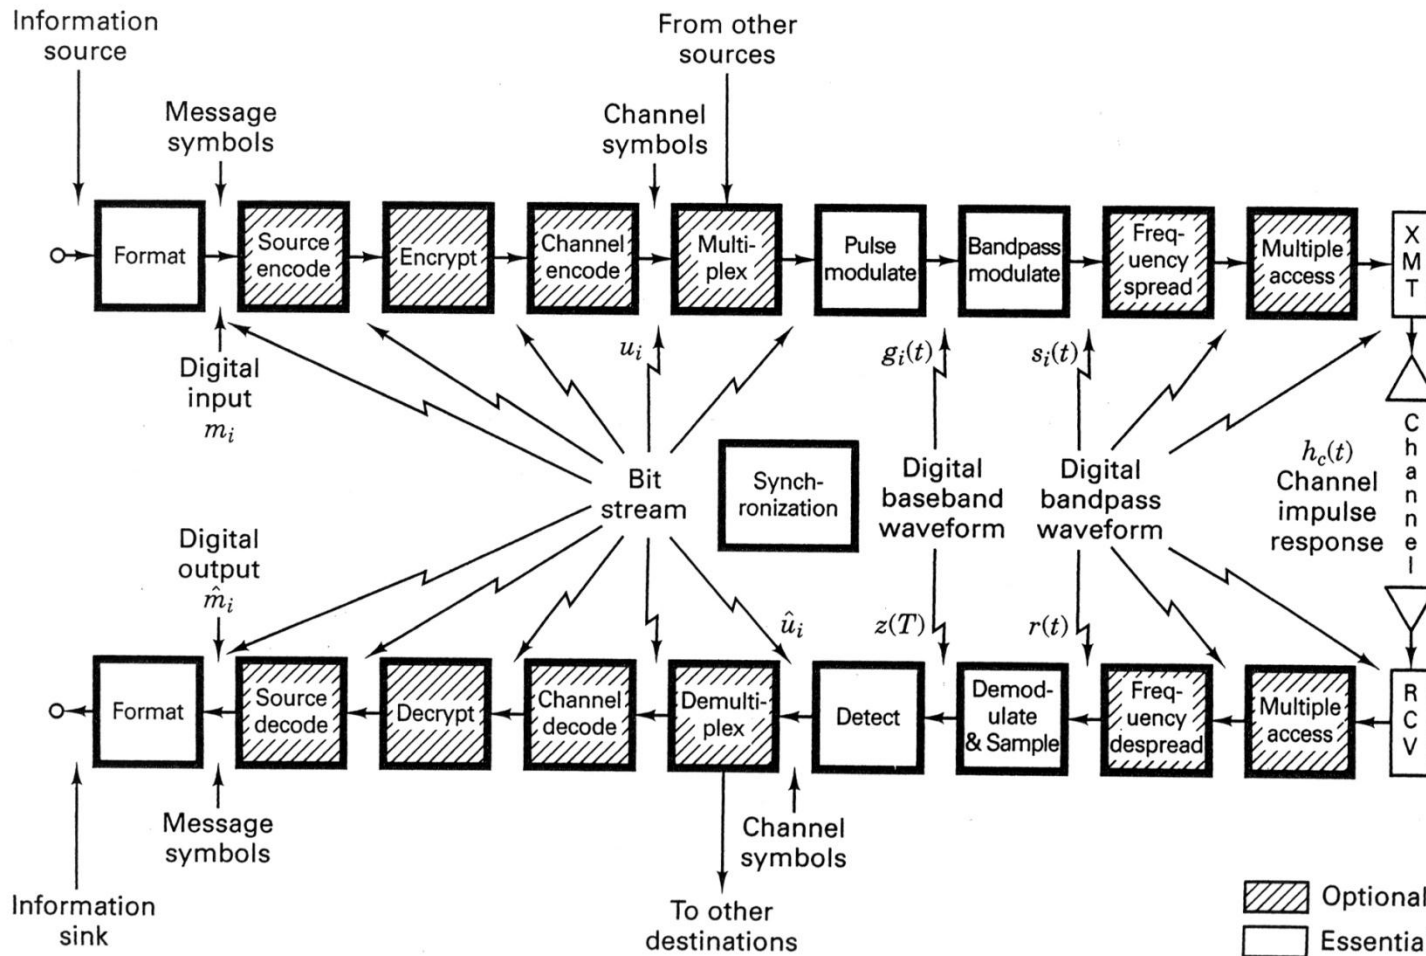 Information
source
From other
sources
Message
symbols
Channel
symbols
Format
Source
encode
Encrypt
Channel
encode
Multi-
plex
Pulse
modulate
Bandpass
modulate
Freq-
uency
spread
Multiple
access
X
M
T
Digital
input
m_i
u_i
g_i(t)
s_i(t)
Bit
stream
Synch-
ronization
Digital
baseband
waveform
Digital
bandpass
waveform
h_c(t)
Channel
impulse
response
C
h
a
n
n
e
l
Digital
output
m̂_i
û_i
z(T)
r(t)
Format
Source
decode
Decrypt
Channel
decode
Demulti-
plex
Detect
Demod-
ulate
& Sample
Freq-
uency
despread
Multiple
access
R
C
V
Message
symbols
Channel
symbols
Information
sink
To other
destinations
Optional
Essentia